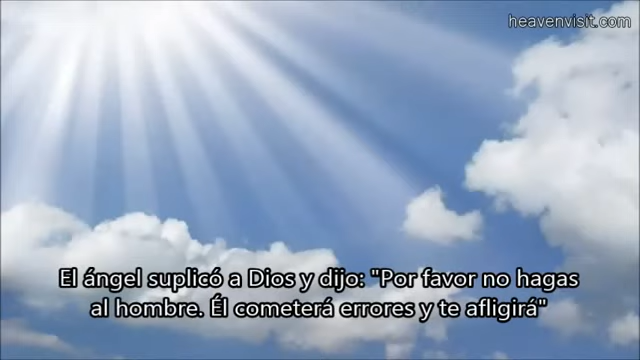 heavenvisit.com
El ángel suplicó a Dios y dijo: "Por favor no hagas
al hombre. Él cometerá errores y te afligirá"